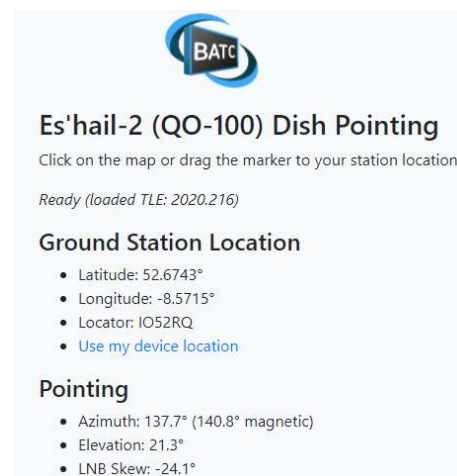 BATC
Es'hail-2 (QO-100) Dish Pointing
Click on the map or drag the marker to your station location
Ready (loaded TLE: 2020.216)
Ground Station Location
• Latitude: 52.6743°
• Longitude: -8.5715°
• Locator: IO52RQ
• Use my device location
Pointing
• Azimuth: 137.7° (140.8° magnetic)
• Elevation: 21.3°
• LNB Skew: -24.1°